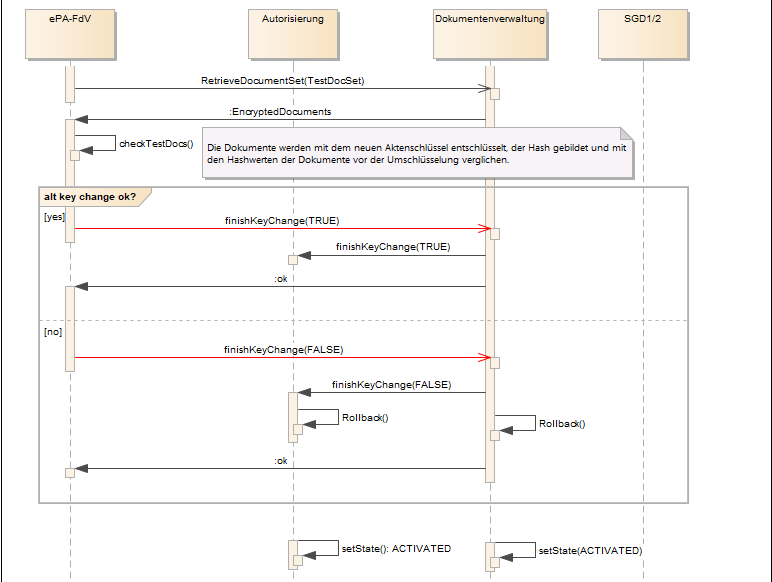 ePA-FdV
Autorisierung
Dokumentenverwaltung
SGD1/2
RetrieveDocumentSet(TestDocSet)
:EncryptedDocuments
checkTestDocs()
Die Dokumente werden mit dem neuen Aktenschlüssel entschlüsselt, der Hash gebildet und mit
den Hashwerten der Dokumente vor der Umschlüsselung verglichen.
alt key change ok?
[yes]
finishKeyChange(TRUE)
finishKeyChange(TRUE)
:ok
[no]
finishKeyChange(FALSE)
finishKeyChange(FALSE)
Rollback()
Rollback()
:ok
setState(): ACTIVATED
setState(ACTIVATED)